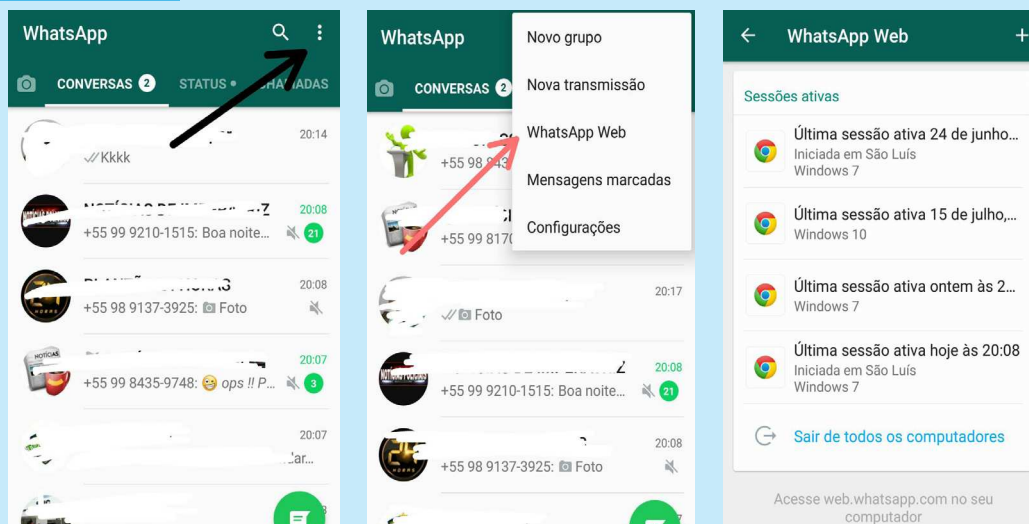 WhatsApp
CONVERSAS 2 STATUS • CHAMADAS
20:14
Kkkk
20:08
+55 99 9210-1515: Boa noite... 21
20:08
+55 98 9137-3925: Foto
NOTÍCIAS
20:07
+55 99 8435-9748: 😁 ops !! P... 3
20:07
WhatsApp
CONVERSAS 2
Novo grupo
Nova transmissão
WhatsApp Web
Mensagens marcadas
Configurações
+55 98
+55 99 8170
20:17
Foto
20:08
+55 99 9210-1515: Boa noite... 21
20:08
+55 98 9137-3925: Foto
WhatsApp Web
Sessões ativas
Última sessão ativa 24 de junho...
Iniciada em São Luís
Windows 7
Última sessão ativa 15 de julho,...
Windows 10
Última sessão ativa ontem às 2...
Windows 7
Última sessão ativa hoje às 20:08
Iniciada em São Luís
Windows 7
Sair de todos os computadores
Acesse web.whatsapp.com no seu
computador